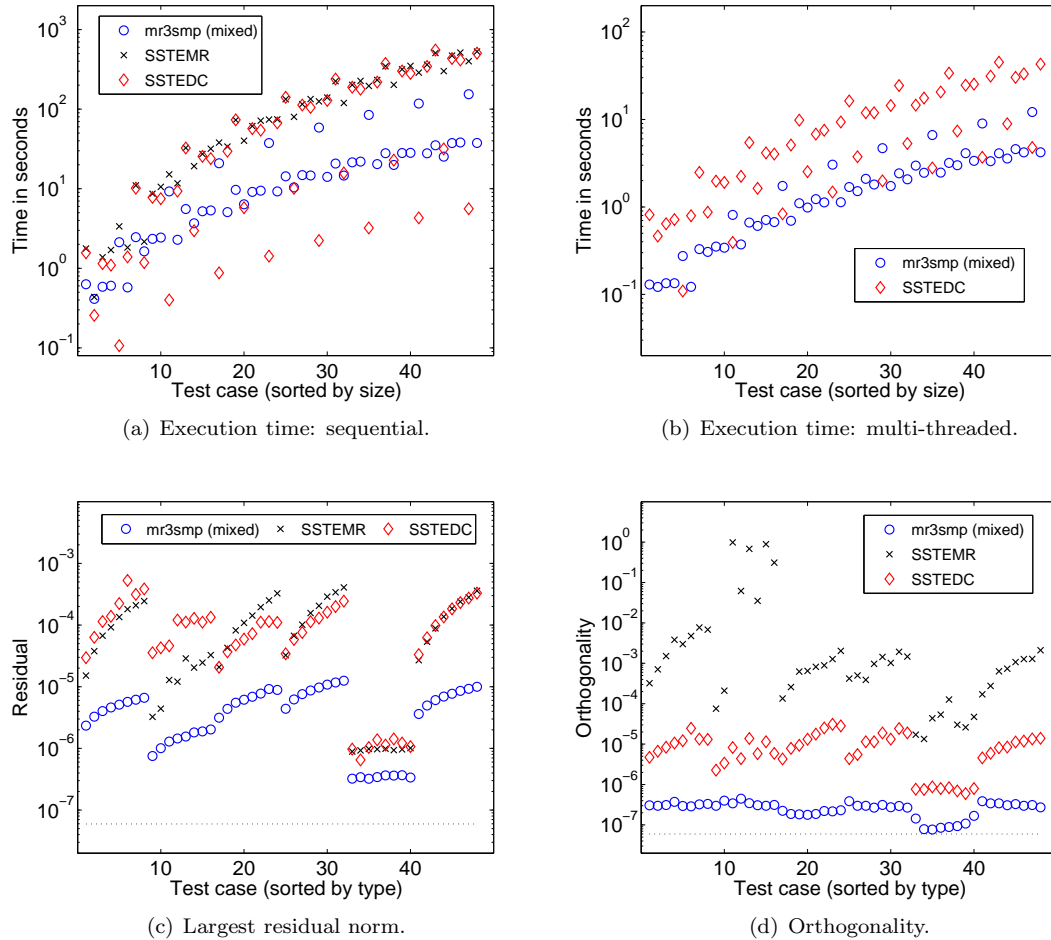 10^3
10^2
10^1
10^0
10^−1
Time in seconds
mr3smp (mixed)
SSTEMR
SSTEDC
10 20 30 40
Test case (sorted by size)
(a) Execution time: sequential.
10^2
10^1
10^0
10^−1
Time in seconds
mr3smp (mixed)
SSTEDC
10 20 30 40
Test case (sorted by size)
(b) Execution time: multi-threaded.
mr3smp (mixed) SSTEMR SSTEDC
10^−3
10^−4
10^−5
10^−6
10^−7
Residual
10 20 30 40
Test case (sorted by type)
(c) Largest residual norm.
10^0
10^−1
10^−2
10^−3
10^−4
10^−5
10^−6
10^−7
Orthogonality
mr3smp (mixed)
SSTEMR
SSTEDC
10 20 30 40
Test case (sorted by type)
(d) Orthogonality.